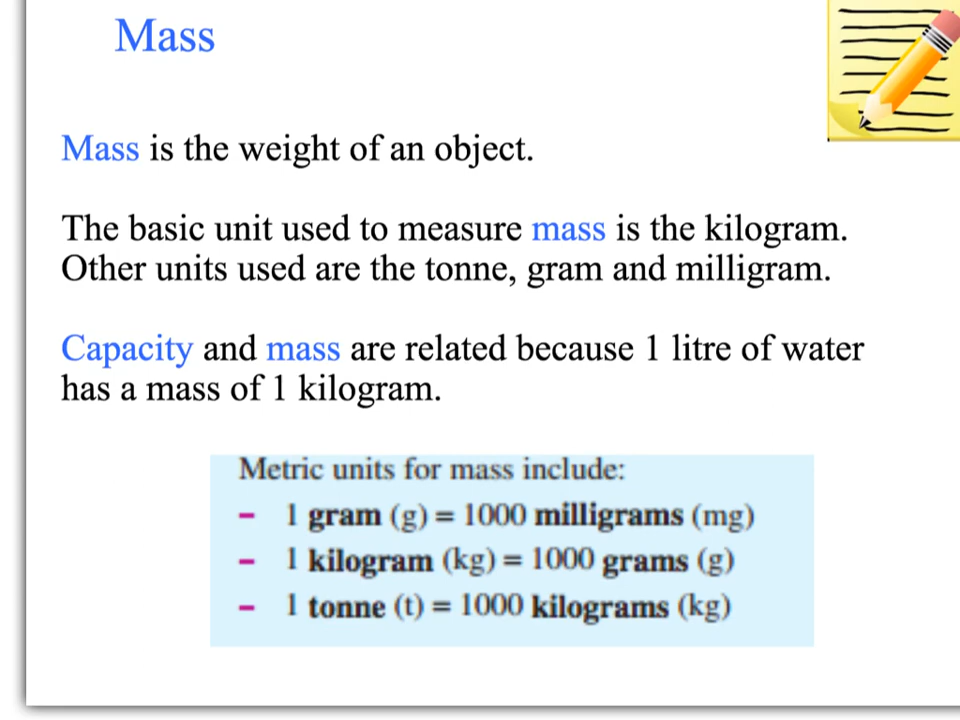 Mass
Mass is the weight of an object.
The basic unit used to measure mass is the kilogram.
Other units used are the tonne, gram and milligram.
Capacity and mass are related because 1 litre of water
has a mass of 1 kilogram.
Metric units for mass include:
– 1 gram (g) = 1000 milligrams (mg)
– 1 kilogram (kg) = 1000 grams (g)
– 1 tonne (t) = 1000 kilograms (kg)